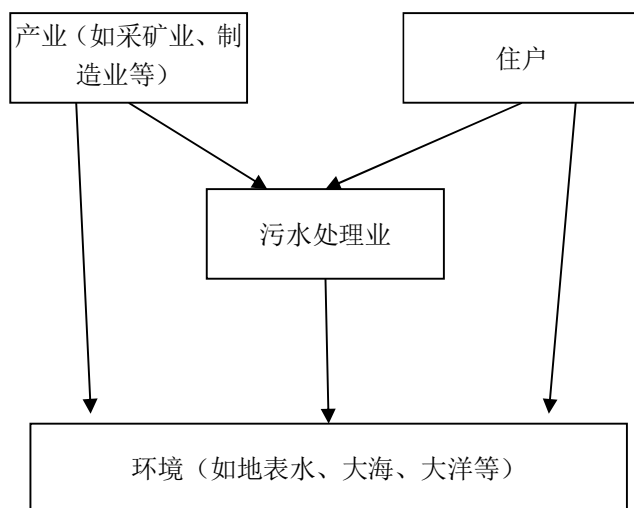 产业（如采矿业、制
造业等）
住户
污水处理业
环境（如地表水、大海、大洋等）